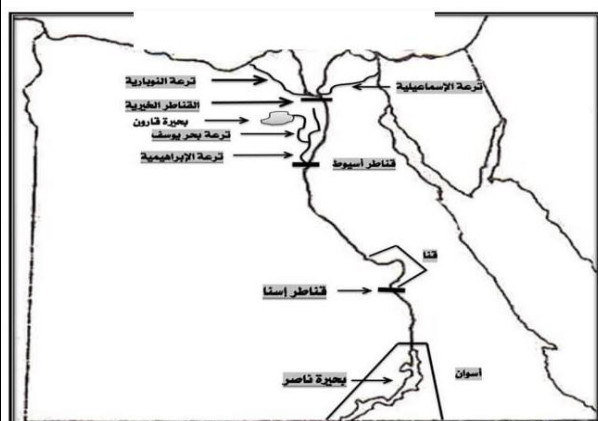 ترعة النوبارية
ترعة الإسماعيلية
القناطر الخيرية
بحيرة قارون
ترعة بحر يوسف
ترعة الإبراهيمية
قناطر أسيوط
قنا
قناطر إسنا
أسوان
بحيرة ناصر